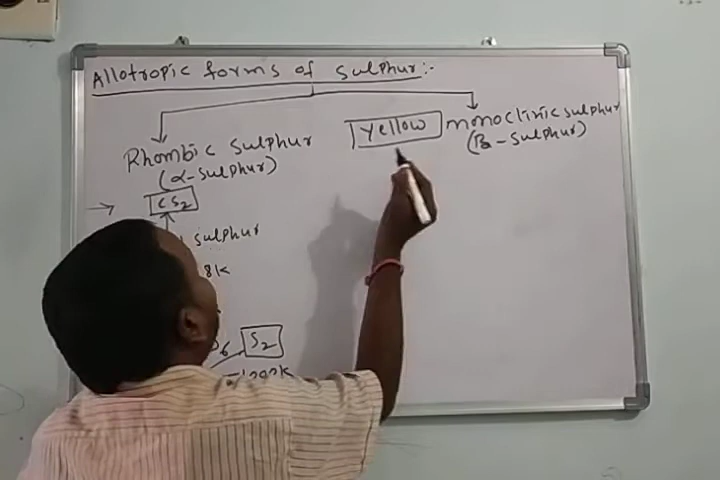 Allotropic forms of sulphur:-
Rhombic sulphur
(α-sulphur)
yellow
monoclinic sulphur
(β-sulphur)
→ CS2
sulphur
8K
S2